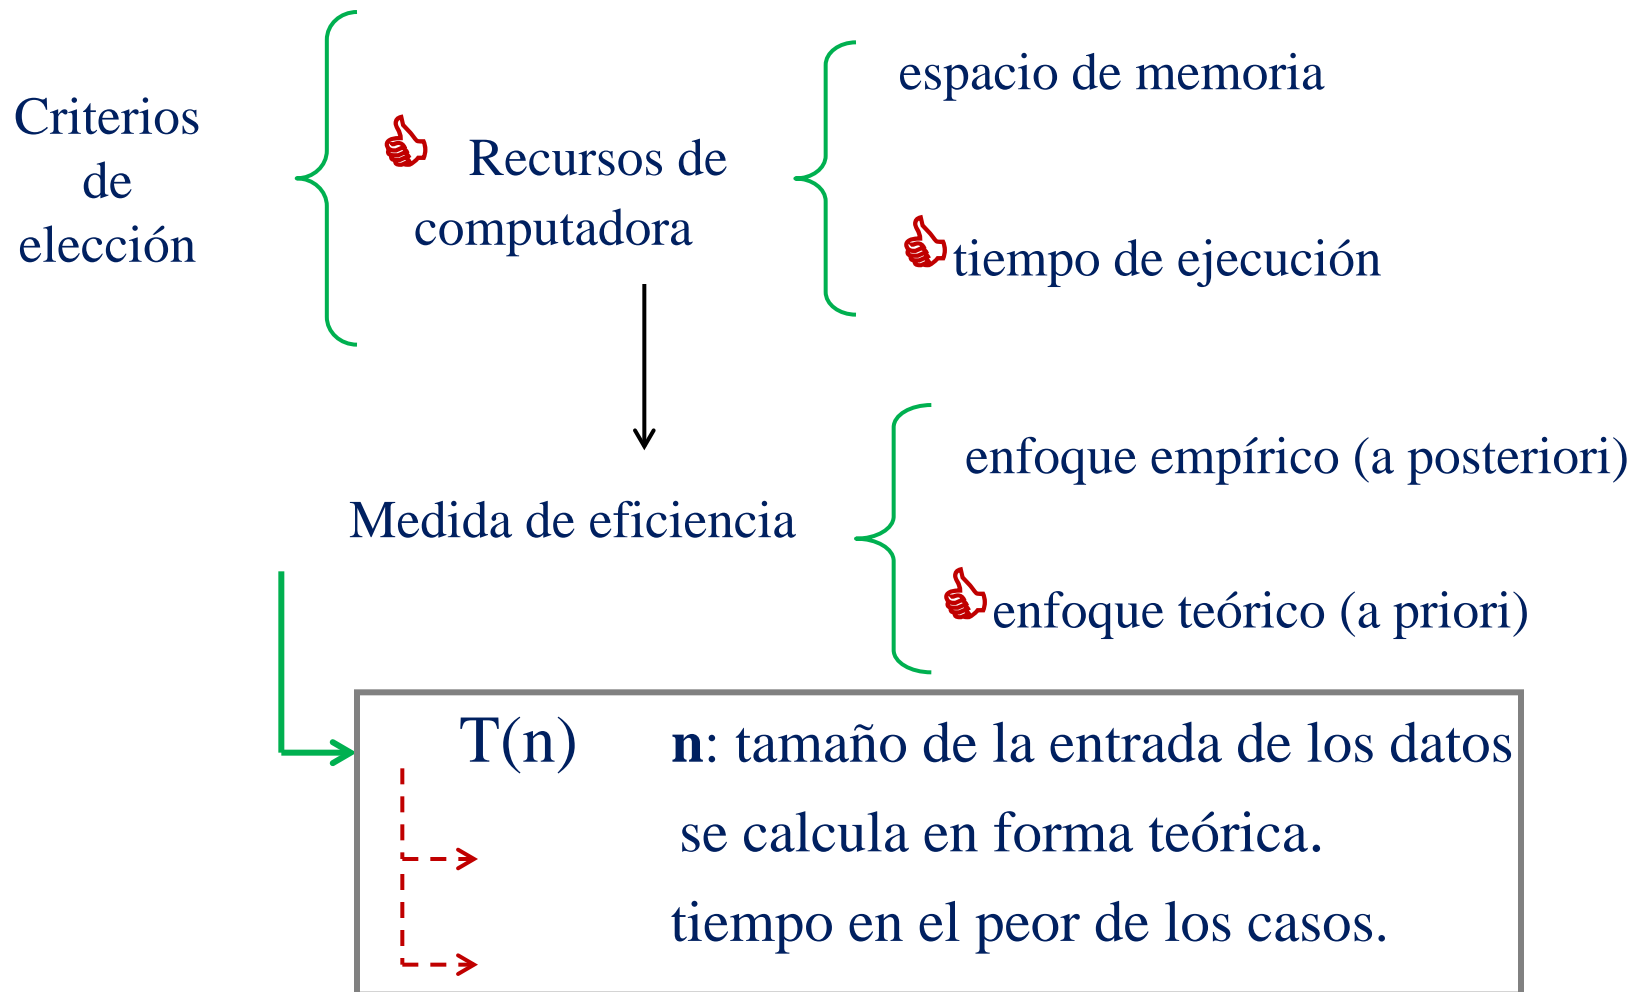 Criterios
de
elección
Recursos de
computadora
espacio de memoria
tiempo de ejecución
Medida de eficiencia
enfoque empírico (a posteriori)
enfoque teórico (a priori)
T(n) n: tamaño de la entrada de los datos
se calcula en forma teórica.
tiempo en el peor de los casos.